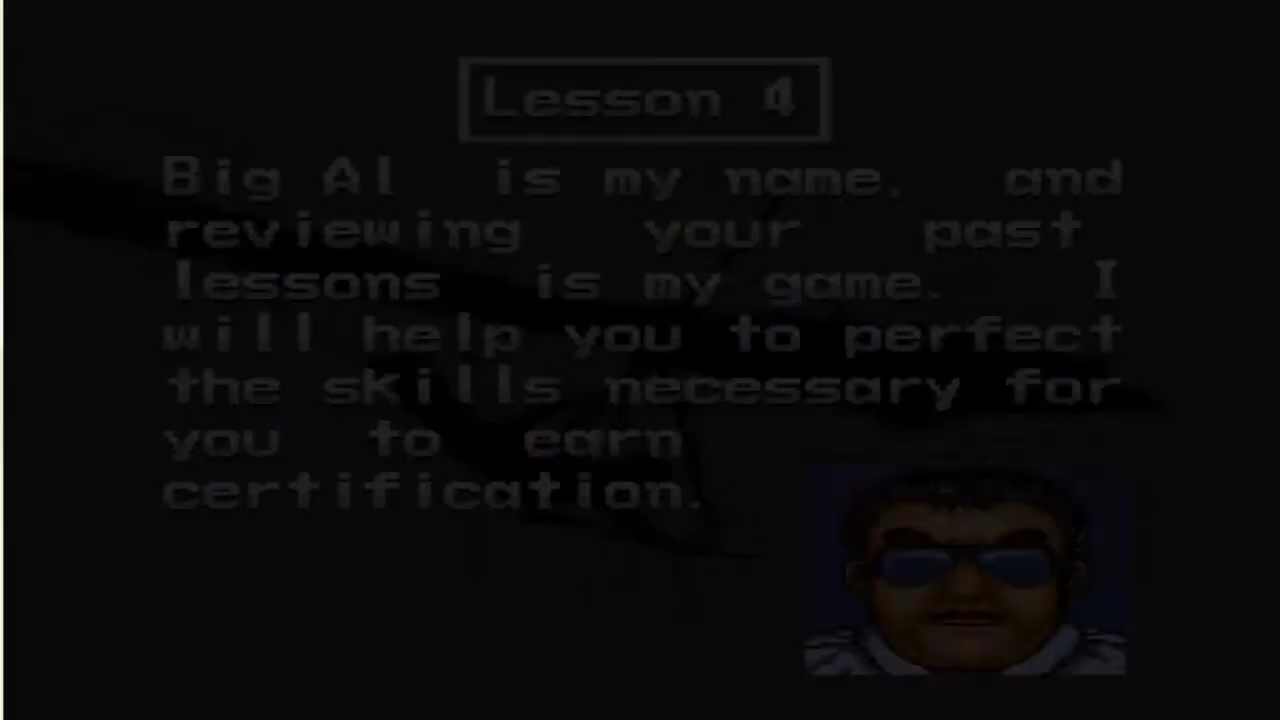 Lesson 4
Big Al is my name. and
reviewing your past
lessons is my game. I
will help you to perfect
the skills necessary for
you to earn
certification.